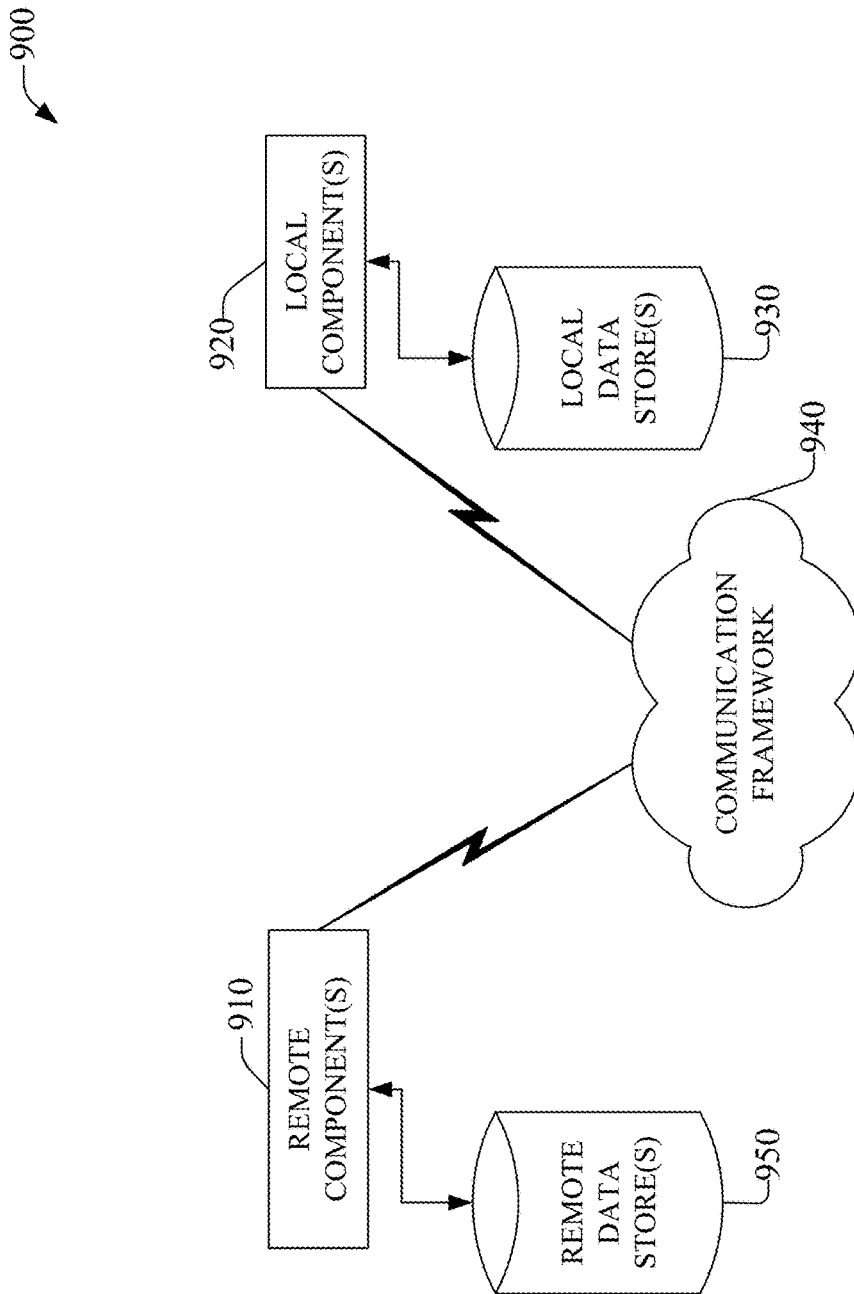 900
910
REMOTE
COMPONENT(S)
920
LOCAL
COMPONENT(S)
REMOTE
DATA
STORE(S)
950
LOCAL
DATA
STORE(S)
930
940
COMMUNICATION
FRAMEWORK